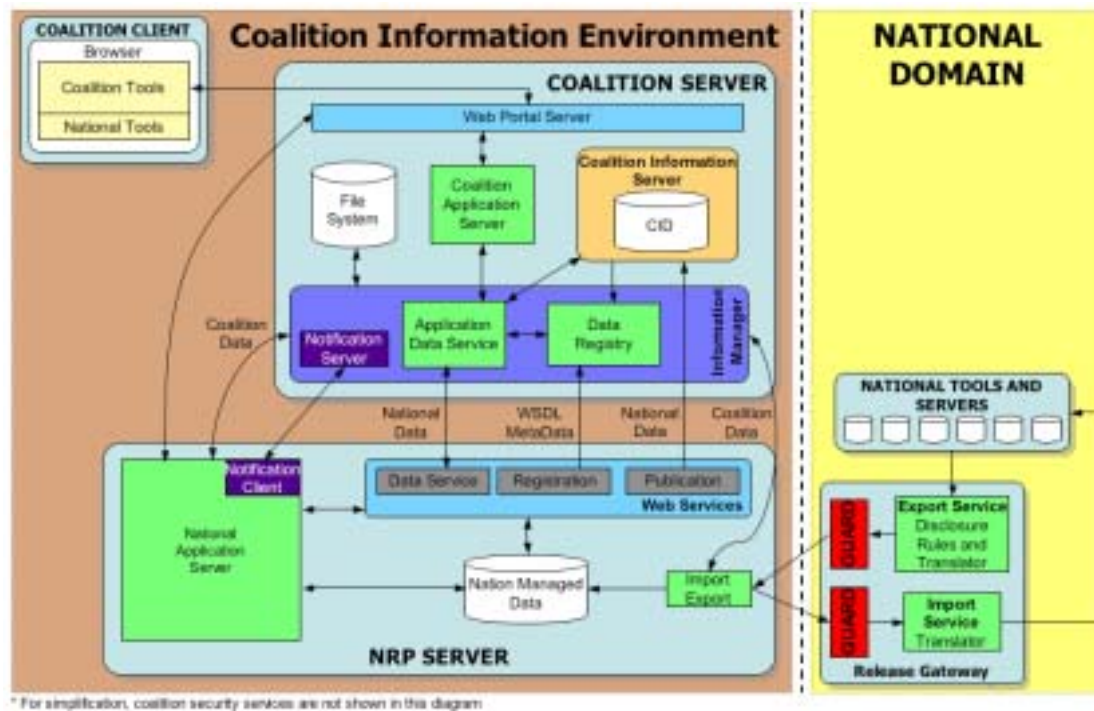 COALITION CLIENT
Browser
Coalition Tools
National Tools
Coalition Information Environment
COALITION SERVER
Web Portal Server
File
System
Coalition
Application
Server
Coalition Information
Server
CID
Coalition
Data
Notification
Server
Application
Data Service
Data
Registry
Information
Manager
National
Data
WSDL
MetaData
National
Data
Coalition
Data
Notification
Client
National
Application
Server
Data Service
Registration
Publication
Web Services
Nation Managed
Data
Import
Export
NRP SERVER
NATIONAL
DOMAIN
NATIONAL TOOLS AND
SERVERS
GUARD
Export Service
Disclosure
Rules and
Translator
GUARD
Import
Service
Translator
Release Gateway
* For simplification, coalition security services are not shown in this diagram